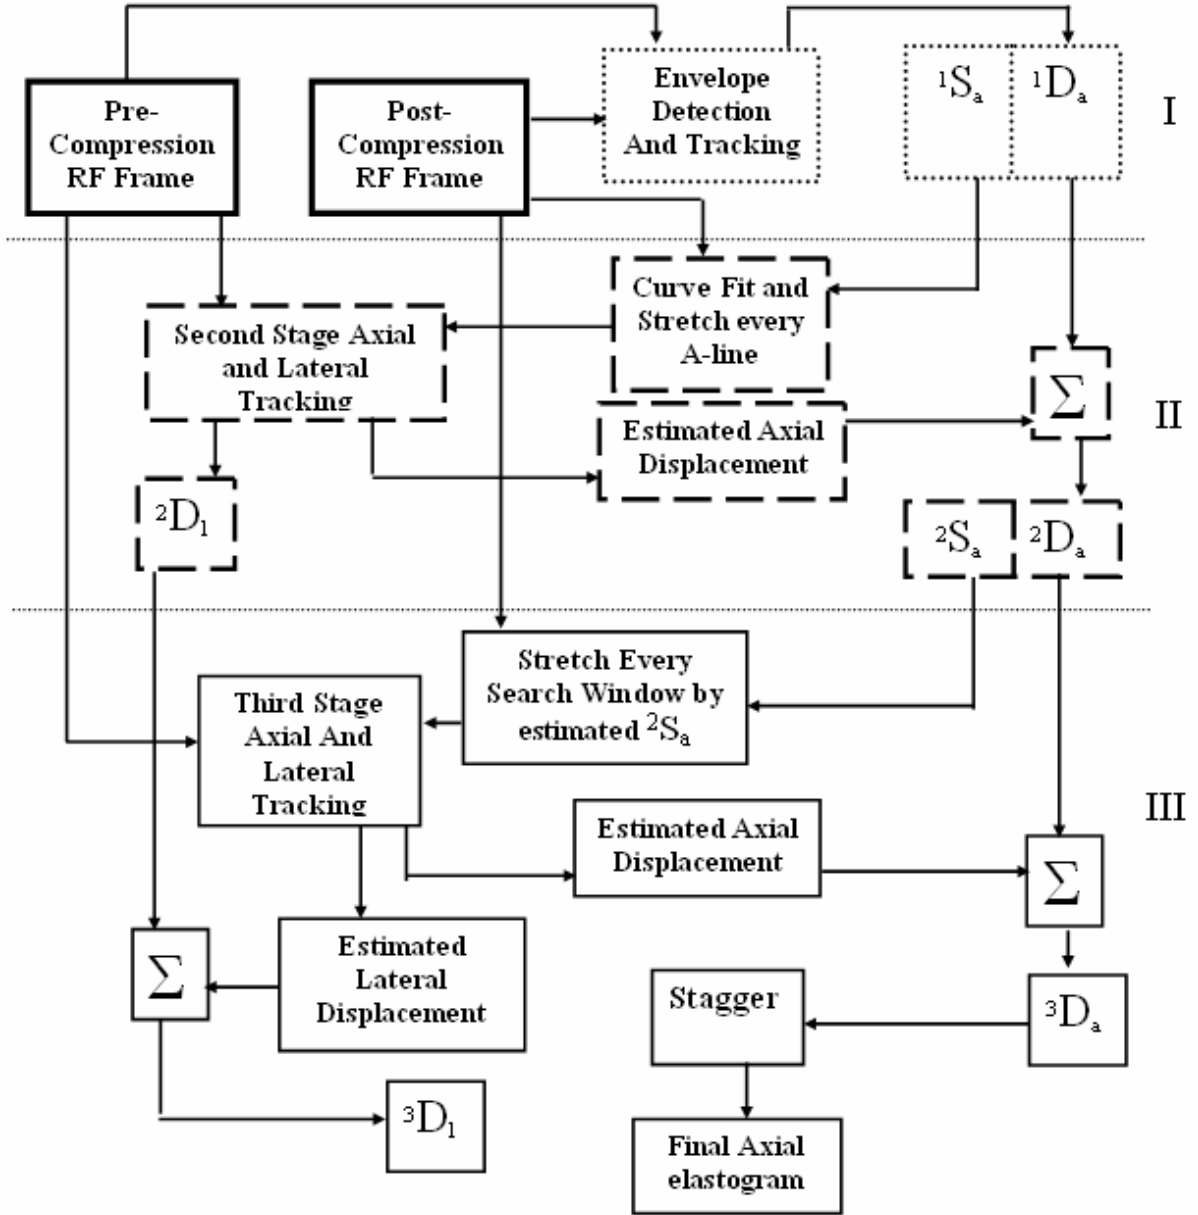 Pre-
Compression
RF Frame
Post-
Compression
RF Frame
Envelope
Detection
And Tracking
¹Sₐ
¹Dₐ
I
Curve Fit and
Stretch every
A-line
Second Stage Axial
and Lateral
Tracking
Σ
II
Estimated Axial
Displacement
²Dₗ
²Sₐ
²Dₐ
Stretch Every
Search Window by
estimated ²Sₐ
Third Stage
Axial And
Lateral
Tracking
III
Estimated Axial
Displacement
Σ
Σ
Estimated
Lateral
Displacement
Stagger
³Dₐ
³Dₗ
Final Axial
elastogram